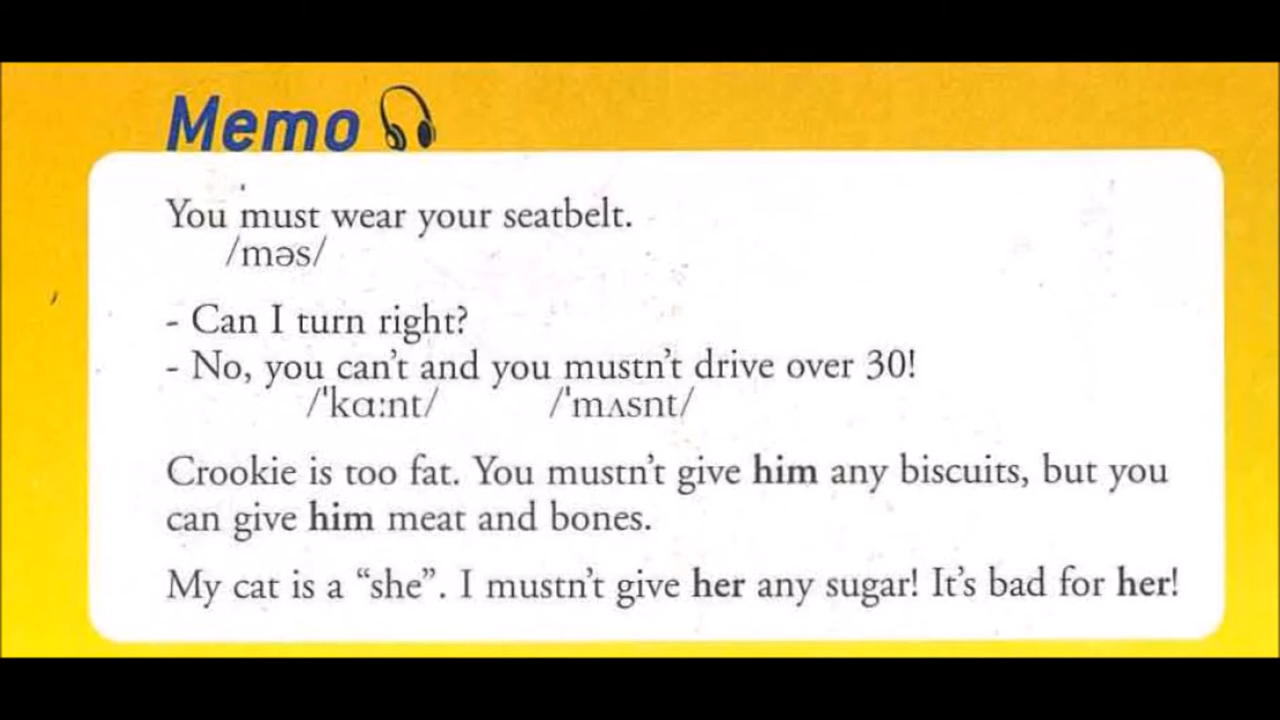 Memo
You must wear your seatbelt.
/məs/
- Can I turn right?
- No, you can't and you mustn't drive over 30!
/ˈkɑːnt/ /ˈmʌsnt/
Crookie is too fat. You mustn't give him any biscuits, but you
can give him meat and bones.
My cat is a “she”. I mustn't give her any sugar! It's bad for her!